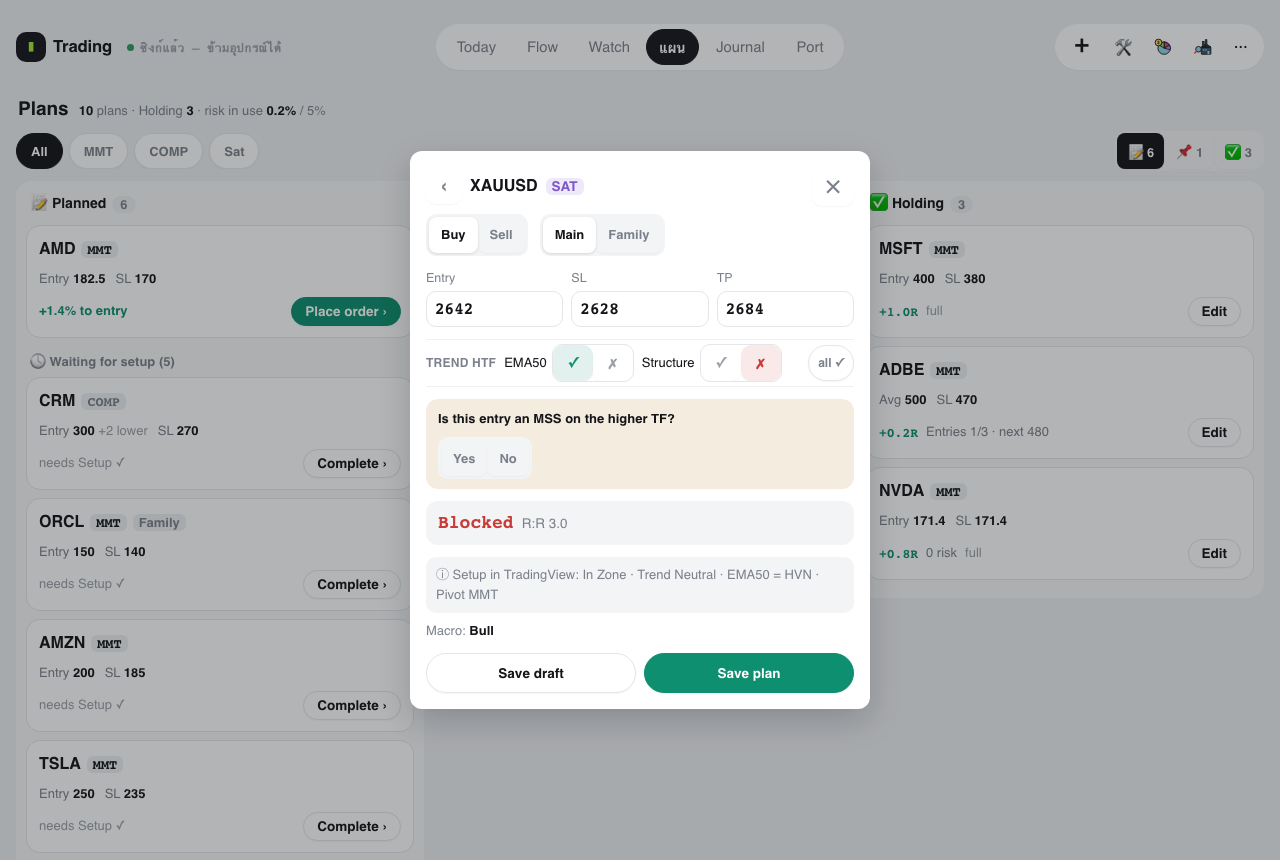 Trading
ซิงก์แล้ว — ข้ามอุปกรณ์ได้
Today Flow Watch แผน Journal Port
+ ···
Plans 10 plans · Holding 3 · risk in use 0.2% / 5%
All MMT COMP Sat
6 1 3
Planned 6
AMD MMT
Entry 182.5 SL 170
+1.4% to entry Place order ›
Waiting for setup (5)
CRM COMP
Entry 300 +2 lower SL 270
needs Setup ✓ Complete ›
ORCL MMT Family
Entry 150 SL 140
needs Setup ✓ Complete ›
AMZN MMT
Entry 200 SL 185
needs Setup ✓ Complete ›
TSLA MMT
Entry 250 SL 235
needs Setup ✓ Complete ›
‹ XAUUSD SAT ✕
Buy Sell Main Family
Entry SL TP
2642 2628 2684
TREND HTF EMA50 ✓ ✗ Structure ✓ ✗ all ✓
Is this entry an MSS on the higher TF?
Yes No
Blocked R:R 3.0
ⓘ Setup in TradingView: In Zone · Trend Neutral · EMA50 = HVN ·
Pivot MMT
Macro: Bull
Save draft Save plan
Holding 3
MSFT MMT
Entry 400 SL 380
+1.0R full Edit
ADBE MMT
Avg 500 SL 470
+0.2R Entries 1/3 · next 480 Edit
NVDA MMT
Entry 171.4 SL 171.4
+0.8R 0 risk full Edit